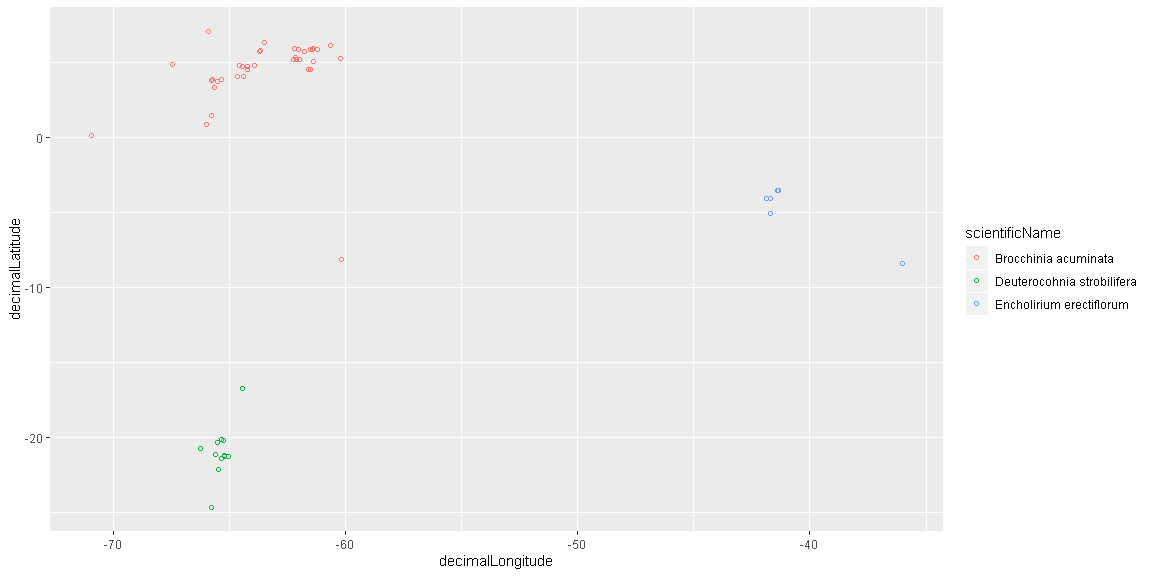 0
-10
-20
decimalLatitude
-70
-60
-50
-40
decimalLongitude
scientificName
Brocchinia acuminata
Deuterocohnia strobilifera
Encholirium erectiflorum